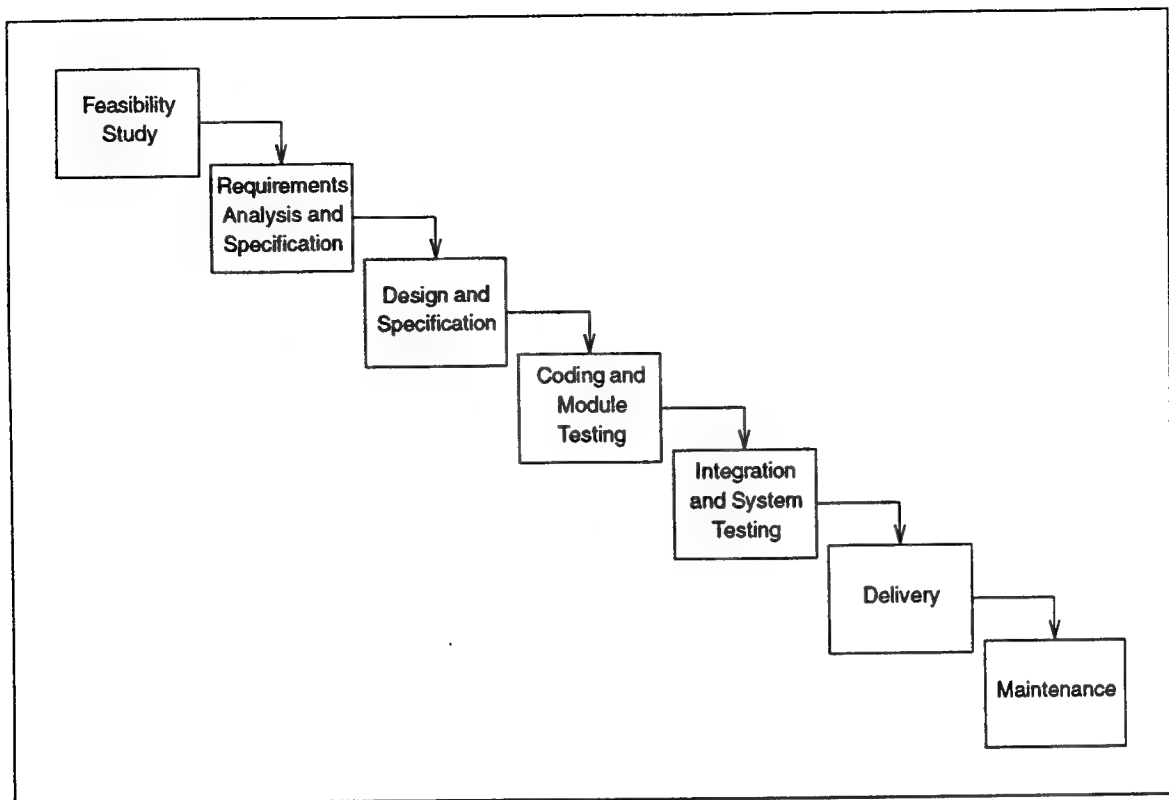 Feasibility
Study
Requirements
Analysis and
Specification
Design and
Specification
Coding and
Module
Testing
Integration
and System
Testing
Delivery
Maintenance